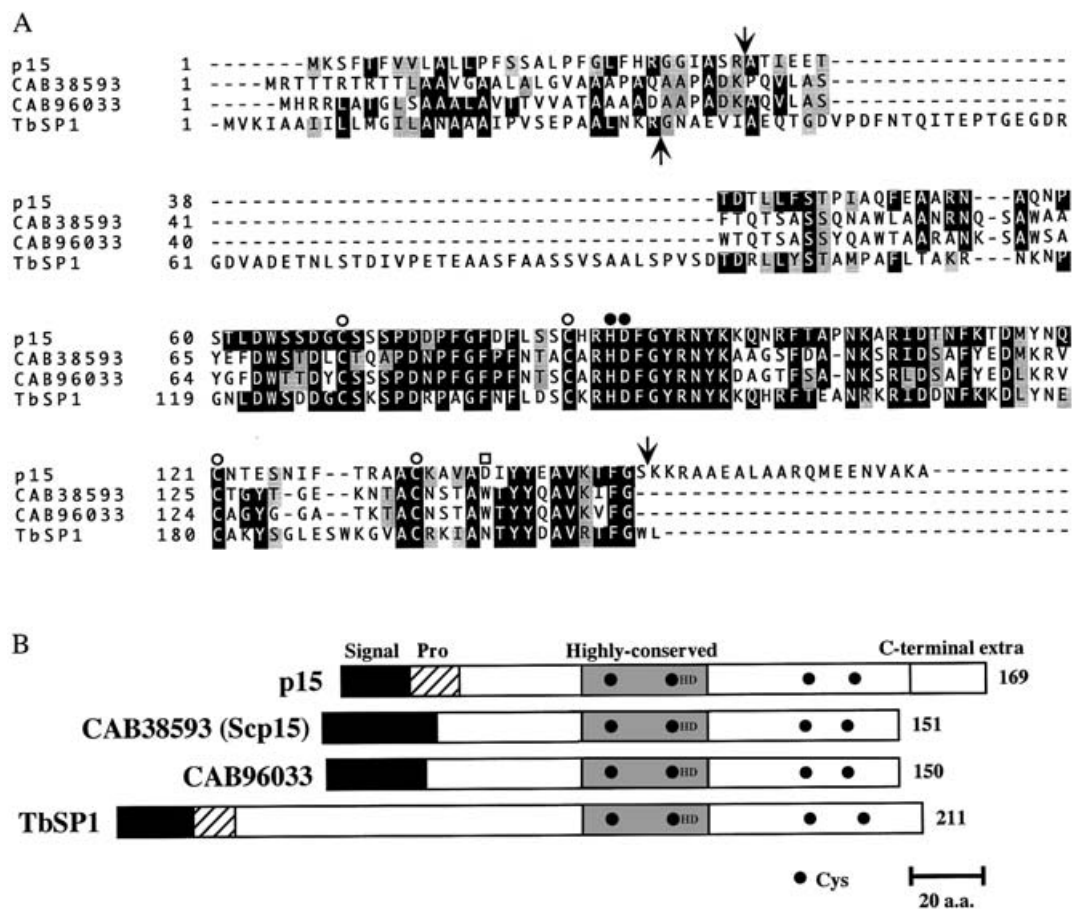 A
p15 1 -------MKSFTFVVLALLPFSSALPFGLFHRGGIASRATIEET-----------------
CAB38593 1 ----MRTTTRTRKTTLAAVGALALGVAAAPAQAAPADKPQVLAS-----------------
CAB96033 1 -----MHRRLATGLSAAALAVTTVVATAAAADAAPADKAQVLAS-----------------
TbSP1 1 -MVKIAAIILLMGILANAAAIPVSEPAALNKRGNAEVIAEQTGDVPDFNTQITEPTGEGDR
p15 38 ------------------------------------TDTLLFSTPIAQFEAARN---AQNP
CAB38593 41 ------------------------------------FTQTSASSQNAWLAANRNQ-SAWAA
CAB96033 40 ------------------------------------WTQTSASSYQAWTAARANK-SAWSA
TbSP1 61 GDVADETNLSTDIVPETEAASFAASSVSAALSPVSDTDRLLYSTAMPAFLTAKR---NKNP
p15 60 STLDWSSDGCSSSPDDPFGFDFLSSCHRHDFGYRNYKKQNRFTAPNKARIDTNFKTDMYNQ
CAB38593 65 YEFDWSTDLCTQAPDNPFGFPFNTACARHDFGYRNYKAAGSFDA-NKSRIDSAFYEDMKRV
CAB96033 64 YGFDWTTDYCSSSPDNPFGFPFNTSCARHDFGYRNYKDAGTFSA-NKSRLDSAFYEDLKRV
TbSP1 119 GNLDWSDDGCSKSPDRPAGFNFLDSCKRHDFGYRNYKKQHRFTEANRKRIDDNFKKDLYNE
p15 121 CNTESNIF--TRAACKAVADIYYEAVKTFGSKKRAAEALAARQMEENVAKA----------
CAB38593 125 CTGYT-GE--KNTACNSTAWTYYQAVKIFG-------------------------------
CAB96033 124 CAGYG-GA--TKTACNSTAWTYYQAVKVFG-------------------------------
TbSP1 180 CAKYSGLESWKGVACRKIANTYYDAVRTFGWL-----------------------------
B
Signal Pro Highly-conserved C-terminal extra
p15 HD 169
CAB38593 (Scp15) HD 151
CAB96033 HD 150
TbSP1 HD 211
Cys
20 a.a.